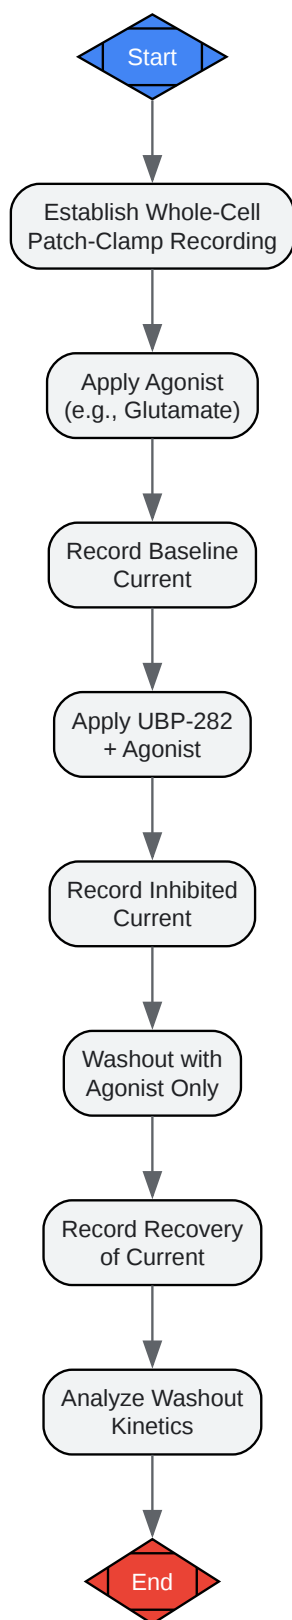 Start
Establish Whole-Cell
Patch-Clamp Recording
Apply Agonist
(e.g., Glutamate)
Record Baseline
Current
Apply UBP-282
+ Agonist
Record Inhibited
Current
Washout with
Agonist Only
Record Recovery
of Current
Analyze Washout
Kinetics
End